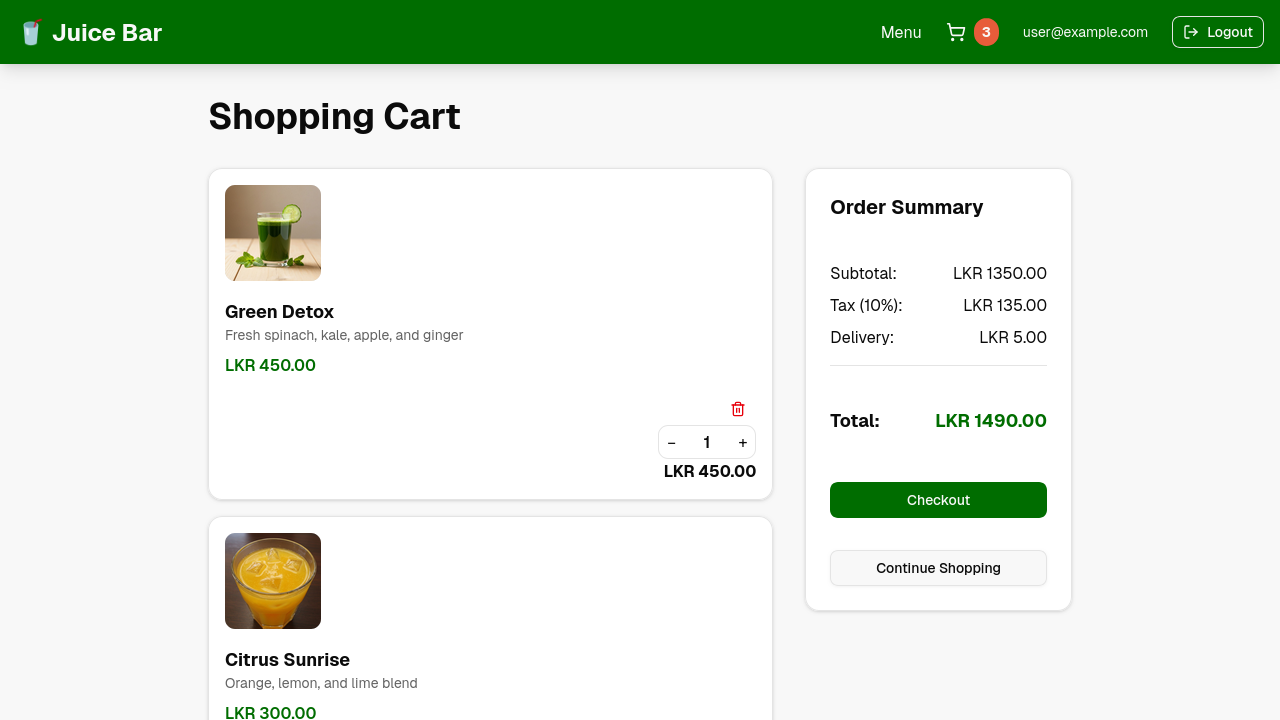 Juice Bar
Menu
3
user@example.com
Logout
Shopping Cart
Green Detox
Fresh spinach, kale, apple, and ginger
LKR 450.00
− 1 +
LKR 450.00
Citrus Sunrise
Orange, lemon, and lime blend
LKR 300.00
Order Summary
Subtotal: LKR 1350.00
Tax (10%): LKR 135.00
Delivery: LKR 5.00
Total: LKR 1490.00
Checkout
Continue Shopping